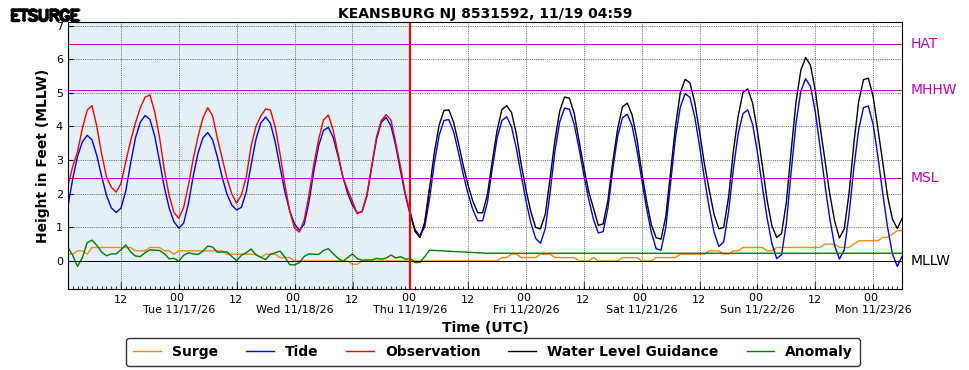 ETSURGE
KEANSBURG NJ 8531592, 11/19 04:59
Height in Feet (MLLW)
7
6
5
4
3
2
1
0
HAT
MHHW
MSL
MLLW
12 00 12 00 12 00 12 00 12 00 12 00 12 00
Tue 11/17/26 Wed 11/18/26 Thu 11/19/26 Fri 11/20/26 Sat 11/21/26 Sun 11/22/26 Mon 11/23/26
Time (UTC)
Surge Tide Observation Water Level Guidance Anomaly